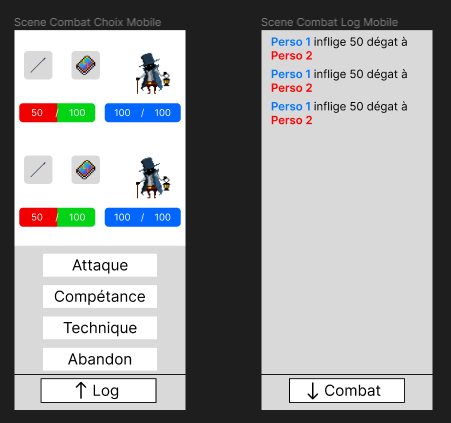 Scene Combat Choix Mobile
50 / 100
100 / 100
50 / 100
100 / 100
Attaque
Compétance
Technique
Abandon
↑ Log
Scene Combat Log Mobile
Perso 1 inflige 50 dégat à
Perso 2
Perso 1 inflige 50 dégat à
Perso 2
Perso 1 inflige 50 dégat à
Perso 2
↓ Combat